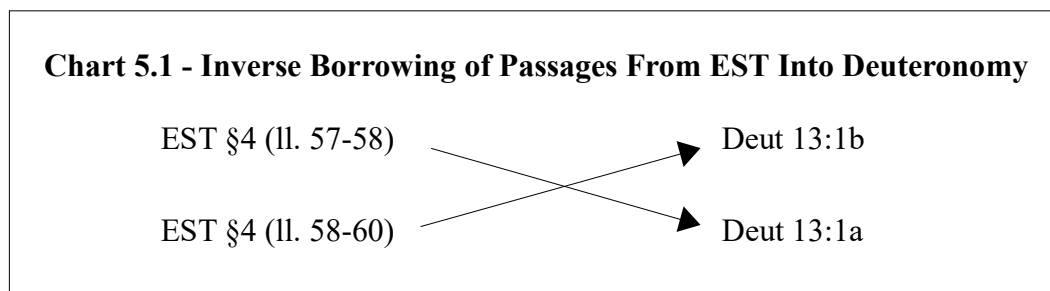 Chart 5.1 - Inverse Borrowing of Passages From EST Into Deuteronomy
EST §4 (ll. 57-58) Deut 13:1b
EST §4 (ll. 58-60) Deut 13:1a